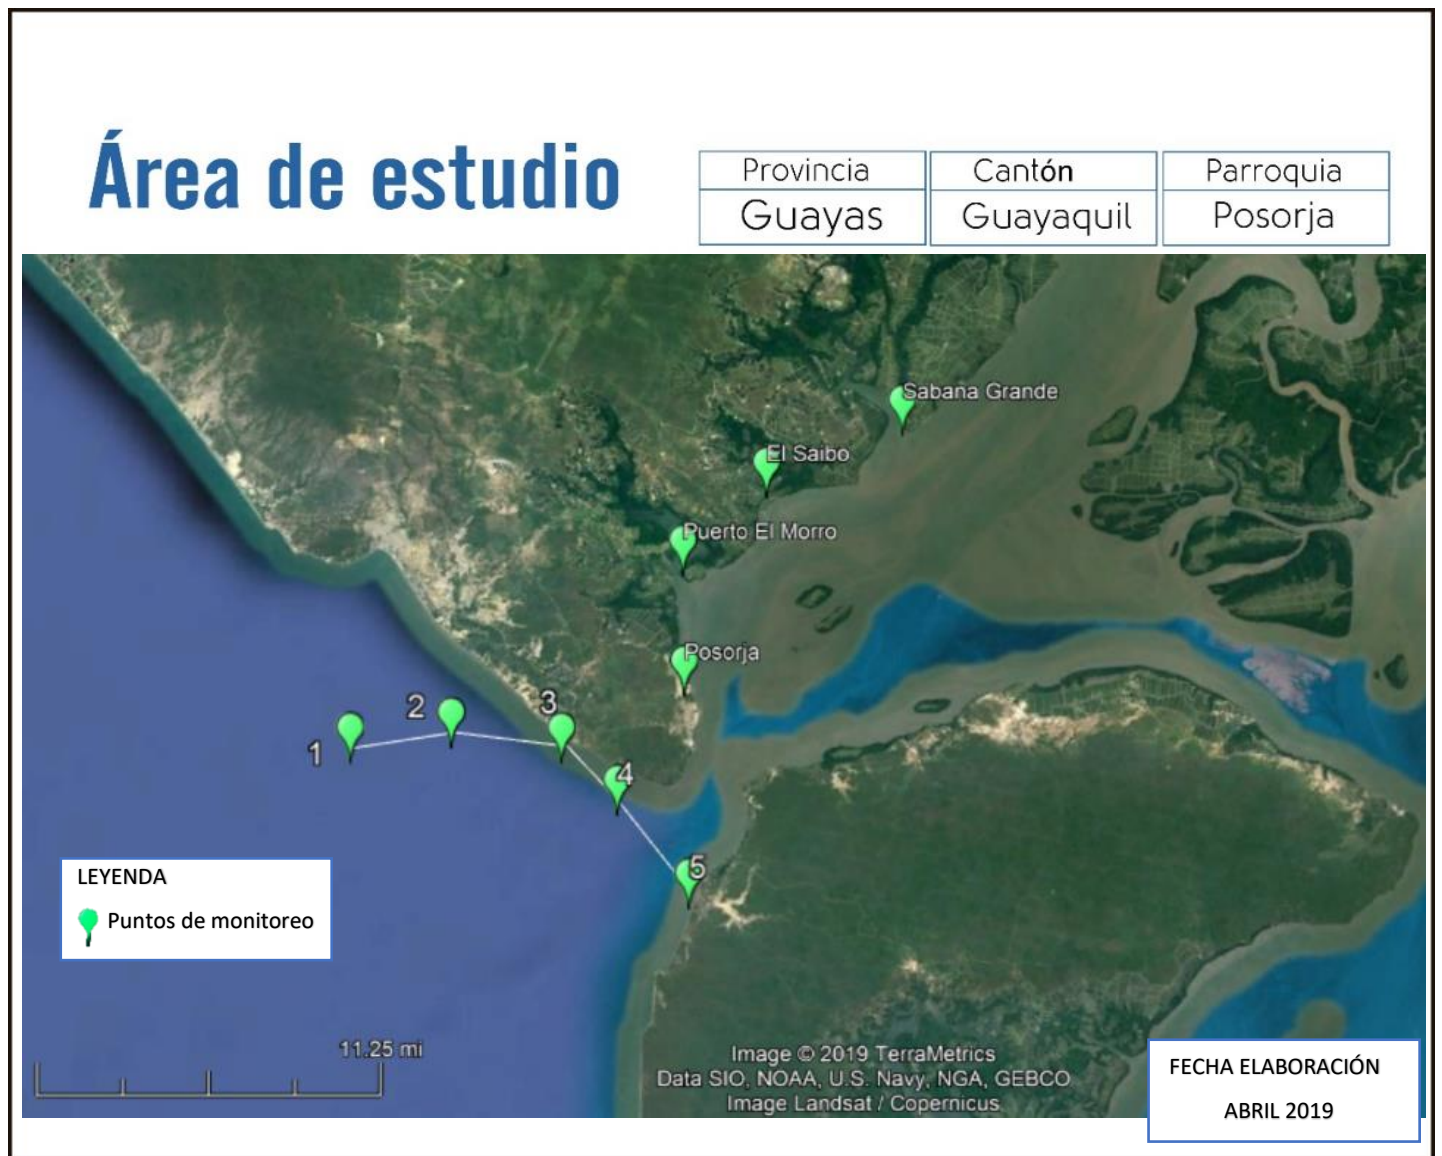 Área de estudio
Provincia
Cantón
Parroquia
Guayas
Guayaquil
Posorja
Sabana Grande
El Saibo
Puerto El Morro
Posorja
1
2
3
4
5
LEYENDA
Puntos de monitoreo
11.25 mi
Image © 2019 TerraMetrics
Data SIO, NOAA, U.S. Navy, NGA, GEBCO
Image Landsat / Copernicus
FECHA ELABORACIÓN
ABRIL 2019